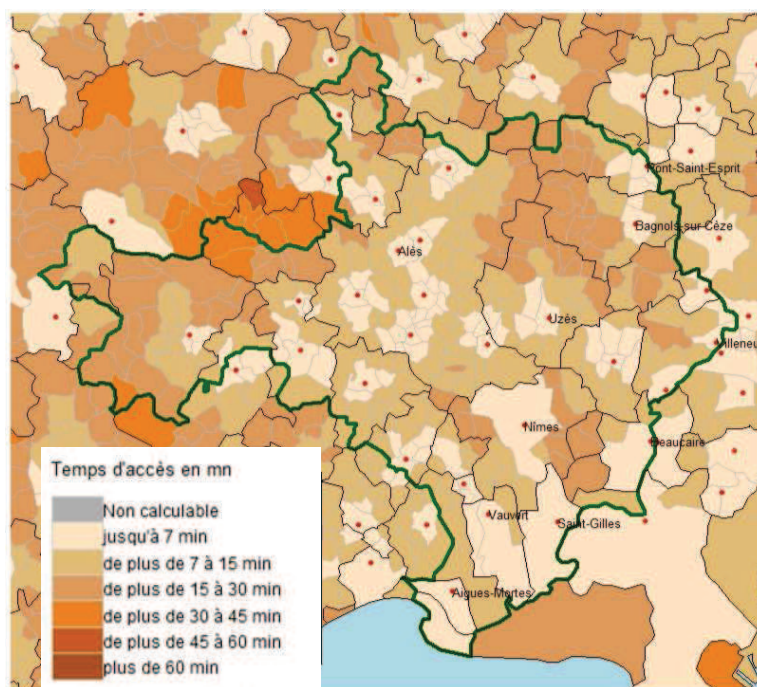 Pont-Saint-Esprit
Bagnols-sur-Cèze
Alès
Uzès
Villeneu
Nîmes
Beaucaire
Vauvert
Saint-Gilles
Aigues-Mortes
Temps d'accès en mn
Non calculable
jusqu'à 7 min
de plus de 7 à 15 min
de plus de 15 à 30 min
de plus de 30 à 45 min
de plus de 45 à 60 min
plus de 60 min